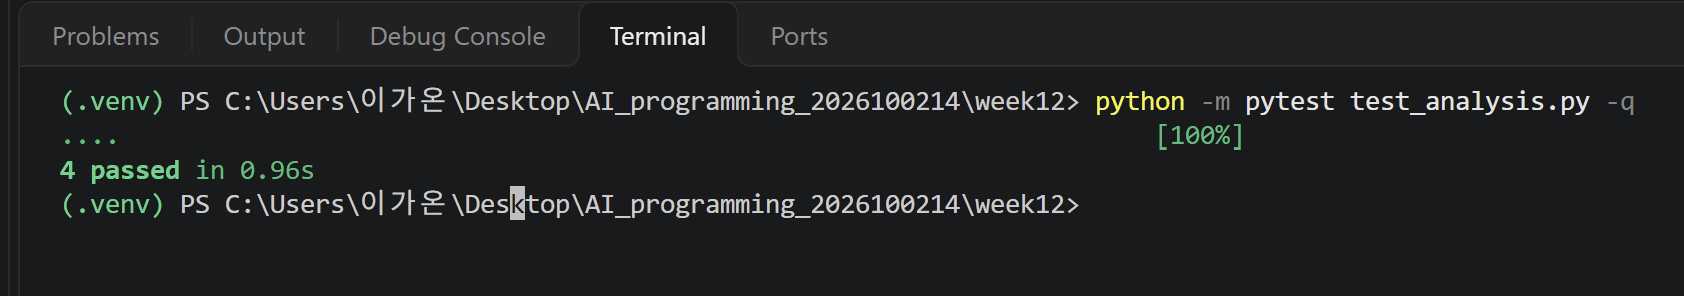 Problems Output Debug Console Terminal Ports
(.venv) PS C:\Users\이가온\Desktop\AI_programming_2026100214\week12> python -m pytest test_analysis.py -q
.... [100%]
4 passed in 0.96s
(.venv) PS C:\Users\이가온\Desktop\AI_programming_2026100214\week12>